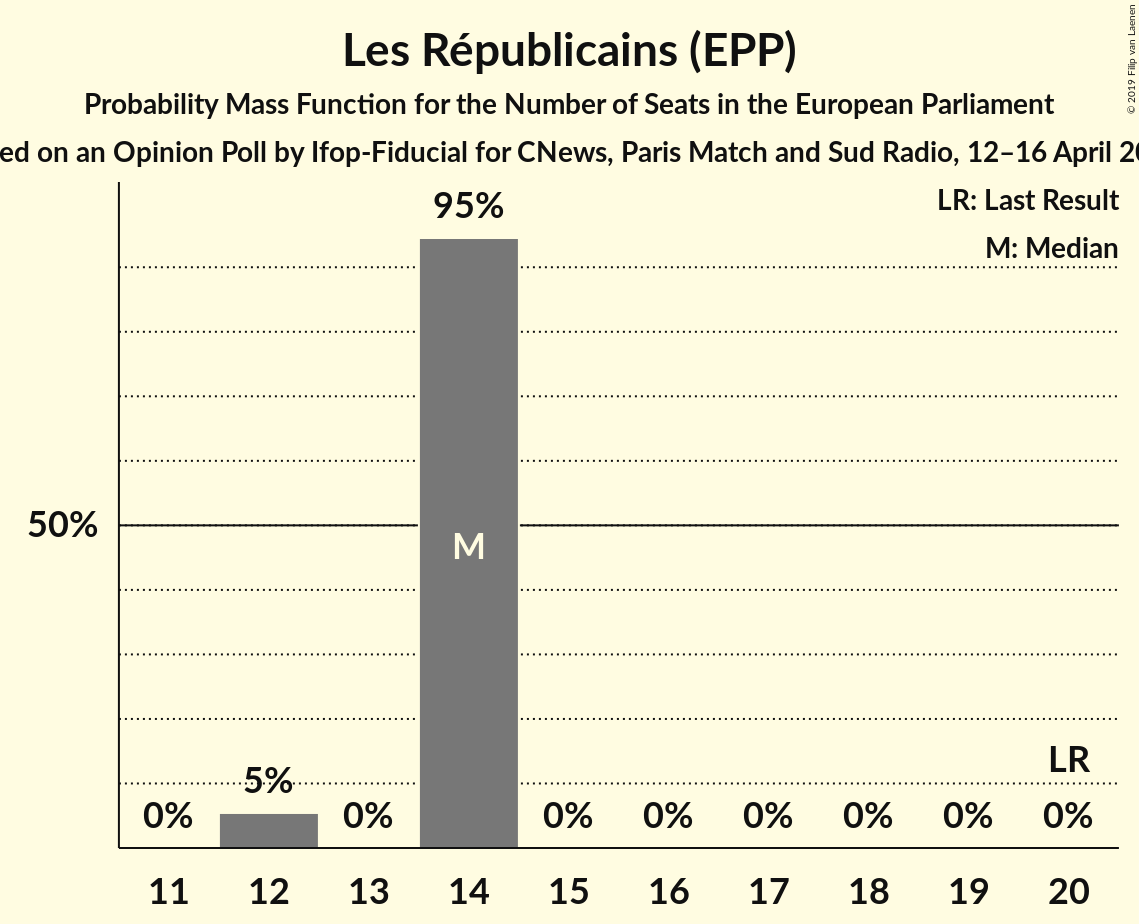 Les Républicains (EPP)
Probability Mass Function for the Number of Seats in the European Parliament
on an Opinion Poll by Ifop-Fiducial for CNews, Paris Match and Sud Radio, 12–16 April
© 2019 Filip van Laenen
LR: Last Result
M: Median
95%
50%
M
LR
5%
0% 0% 0% 0% 0% 0% 0% 0%
11 12 13 14 15 16 17 18 19 20